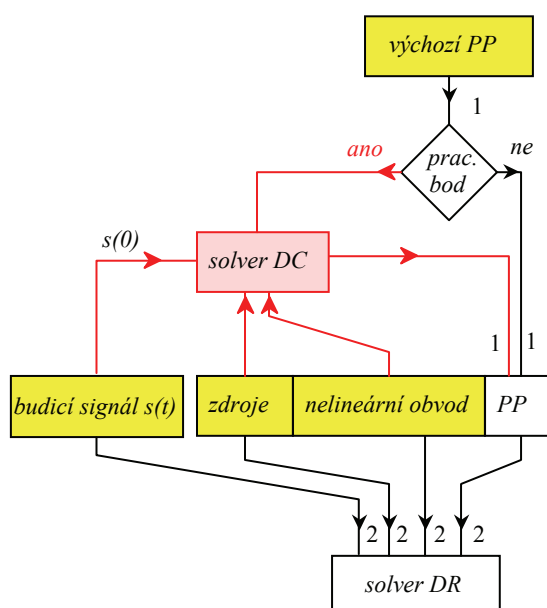 výchozí PP
1
ano
prac.
bod
ne
s(0)
solver DC
1
1
budicí signál s(t)
zdroje
nelineární obvod
PP
2
2
2
2
solver DR